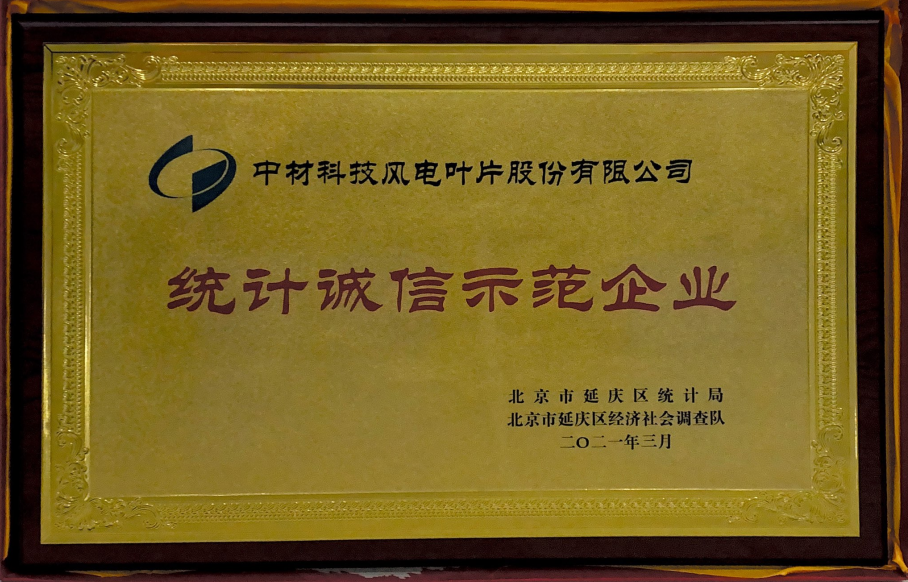 中材科技风电叶片股份有限公司
统计诚信示范企业
北京市延庆区统计局
北京市延庆区经济社会调查队
二〇二一年三月